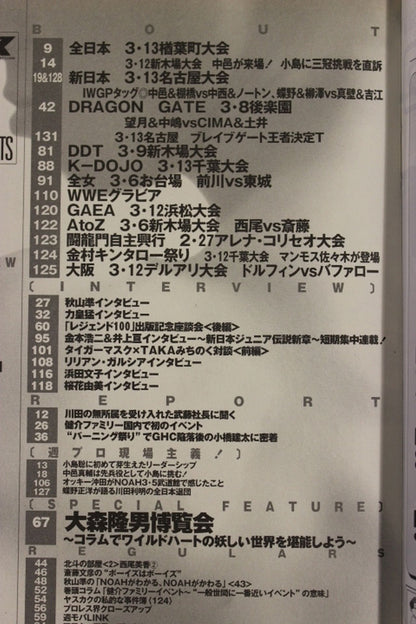 BOUT
9 全日本 3・13楢葉町大会
14 3・12新木場大会 中邑が来場! 小島に三冠挑戦を直訴
19&128 新日本 3・13名古屋大会
IWGPタッグ◎中邑&棚橋vs中西&ノートン、蝶野&柳澤vs真壁&吉江
42 DRAGON GATE 3・8後楽園
望月&中嶋vsCIMA&土井
131 3・13名古屋 ブレイブゲート王者決定T
81 DDT 3・9新木場大会
88 K-DOJO 3・13千葉大会
91 全女 3・6お台場 前川vs東城
110 WWEグラビア
120 GAEA 3・12浜松大会
122 AtoZ 3・6新木場大会 西尾vs斎藤
123 闘龍門自主興行 2・27アレナ・コリセオ大会
124 金村キンタロー祭り 3・12千葉大会 マンモス佐々木が登場
125 大阪 3・12デルアリ大会 ドルフィンvsバファロー
〔INTERVIEW〕
27 秋山準インタビュー
32 力皇猛インタビュー
60 「レジェンド100」出版記念座談会<後編>
95 金本浩二&井上亘インタビュー〜新日本ジュニア伝説新章〜短期集中連載!
101 タイガーマスク×TAKAみちのく対談<前編>
108 リリアン・ガルシアインタビュー
116 浜田文子インタビュー
118 桜花由美インタビュー
REPORT
12 川田の無所属を受け入れた武藤社長に聞く
26 健介ファミリー国内で初のイベント
36 “バーニング祭り”でGHC陥落後の小橋建太に密着
〔週プロ現場主義!〕
13 小島聡に初めて芽生えたリーダーシップ
18 中邑真輔は先兵役として小島に挑む!
106 オッキー沖田がNOAH3・5武道館で感じたこと
127 蝶野正洋が語る川田利明の全日本退団
〔SPECIAL FEATURE〕
67 大森隆男博覧会
〜コラムでワイルドハートの妖しい世界を堪能しよう〜
REGULARS
44 北斗の部屋<2>西尾美香②
46 斎藤文彦の“ボーイズはボーイズ”
48 秋山準の「NOAHがわかる、NOAHがかわる」<43>
52 巻頭コラム「健介ファミリーイベント〜“一般世間に一番近いイベント”の意味」
54 ヤスカクの私的な事件簿(124)
56 プロレス界クローズアップ
59 週モバLINK